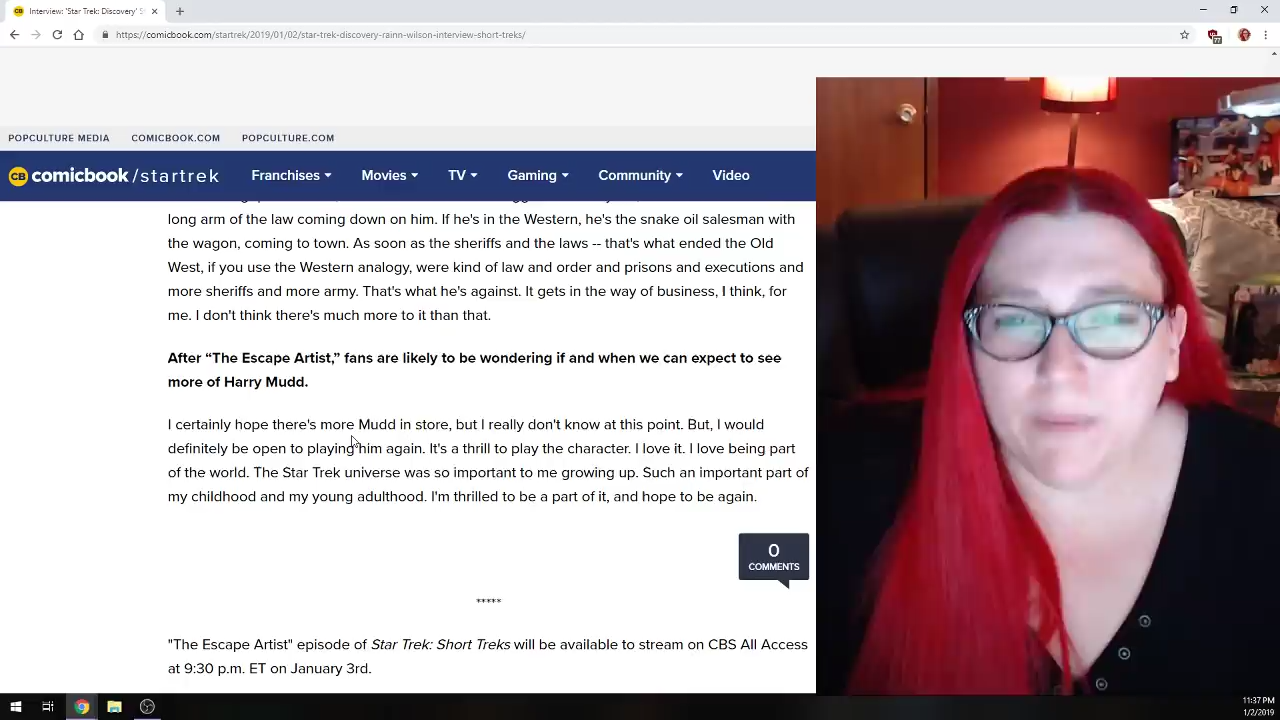 Interview: 'Star Trek: Discovery' S
https://comicbook.com/startrek/2019/01/02/star-trek-discovery-rainn-wilson-interview-short-treks/
POPCULTURE MEDIA COMICBOOK.COM POPCULTURE.COM
CB comicbook/startrek Franchises Movies TV Gaming Community Video
long arm of the law coming down on him. If he's in the Western, he's the snake oil salesman with
the wagon, coming to town. As soon as the sheriffs and the laws -- that's what ended the Old
West, if you use the Western analogy, were kind of law and order and prisons and executions and
more sheriffs and more army. That's what he's against. It gets in the way of business, I think, for
me. I don't think there's much more to it than that.
After “The Escape Artist,” fans are likely to be wondering if and when we can expect to see
more of Harry Mudd.
I certainly hope there's more Mudd in store, but I really don't know at this point. But, I would
definitely be open to playing him again. It's a thrill to play the character. I love it. I love being part
of the world. The Star Trek universe was so important to me growing up. Such an important part of
my childhood and my young adulthood. I'm thrilled to be a part of it, and hope to be again.
0
COMMENTS
*****
"The Escape Artist" episode of Star Trek: Short Treks will be available to stream on CBS All Access
at 9:30 p.m. ET on January 3rd.
11:37 PM
1/2/2019